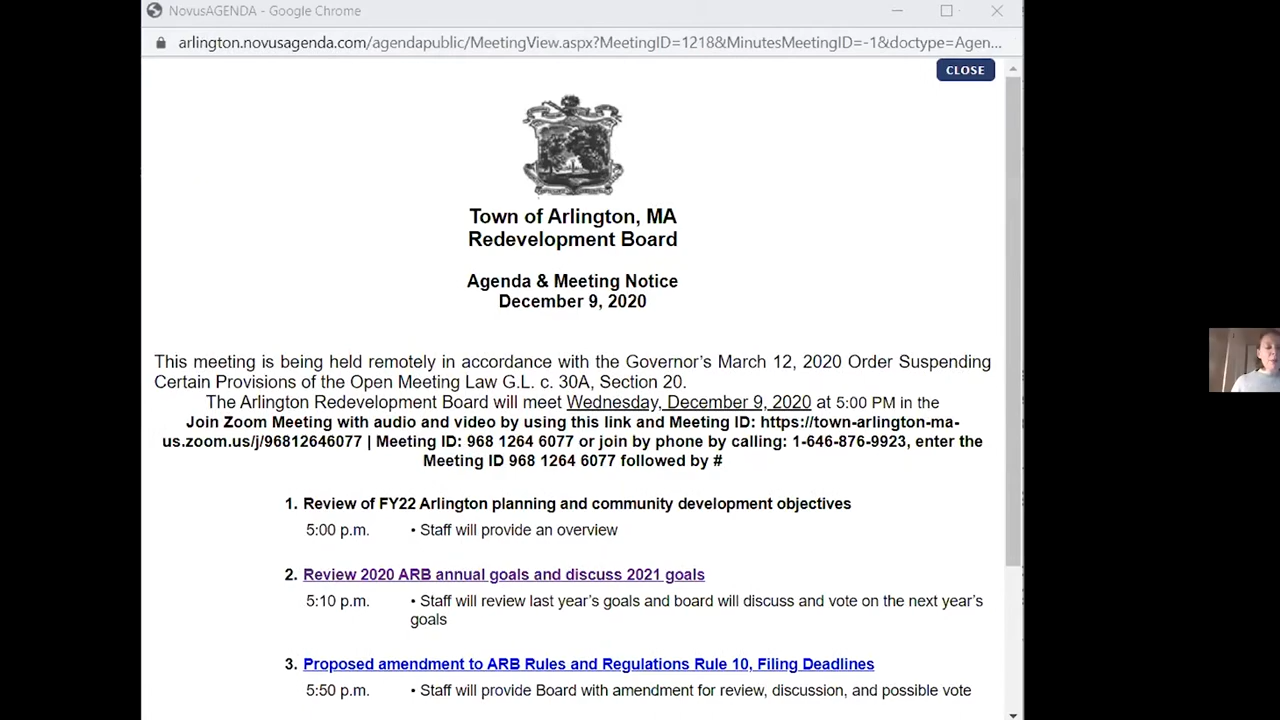 NovusAGENDA - Google Chrome
arlington.novusagenda.com/agendapublic/MeetingView.aspx?MeetingID=1218&MinutesMeetingID=-1&doctype=Agen...
CLOSE
Town of Arlington, MA
Redevelopment Board
Agenda & Meeting Notice
December 9, 2020
This meeting is being held remotely in accordance with the Governor's March 12, 2020 Order Suspending
Certain Provisions of the Open Meeting Law G.L. c. 30A, Section 20.
The Arlington Redevelopment Board will meet Wednesday, December 9, 2020 at 5:00 PM in the
Join Zoom Meeting with audio and video by using this link and Meeting ID: https://town-arlington-ma-
us.zoom.us/j/96812646077 | Meeting ID: 968 1264 6077 or join by phone by calling: 1-646-876-9923, enter the
Meeting ID 968 1264 6077 followed by #
1. Review of FY22 Arlington planning and community development objectives
5:00 p.m. • Staff will provide an overview
2. Review 2020 ARB annual goals and discuss 2021 goals
5:10 p.m. • Staff will review last year's goals and board will discuss and vote on the next year's
goals
3. Proposed amendment to ARB Rules and Regulations Rule 10, Filing Deadlines
5:50 p.m. • Staff will provide Board with amendment for review, discussion, and possible vote